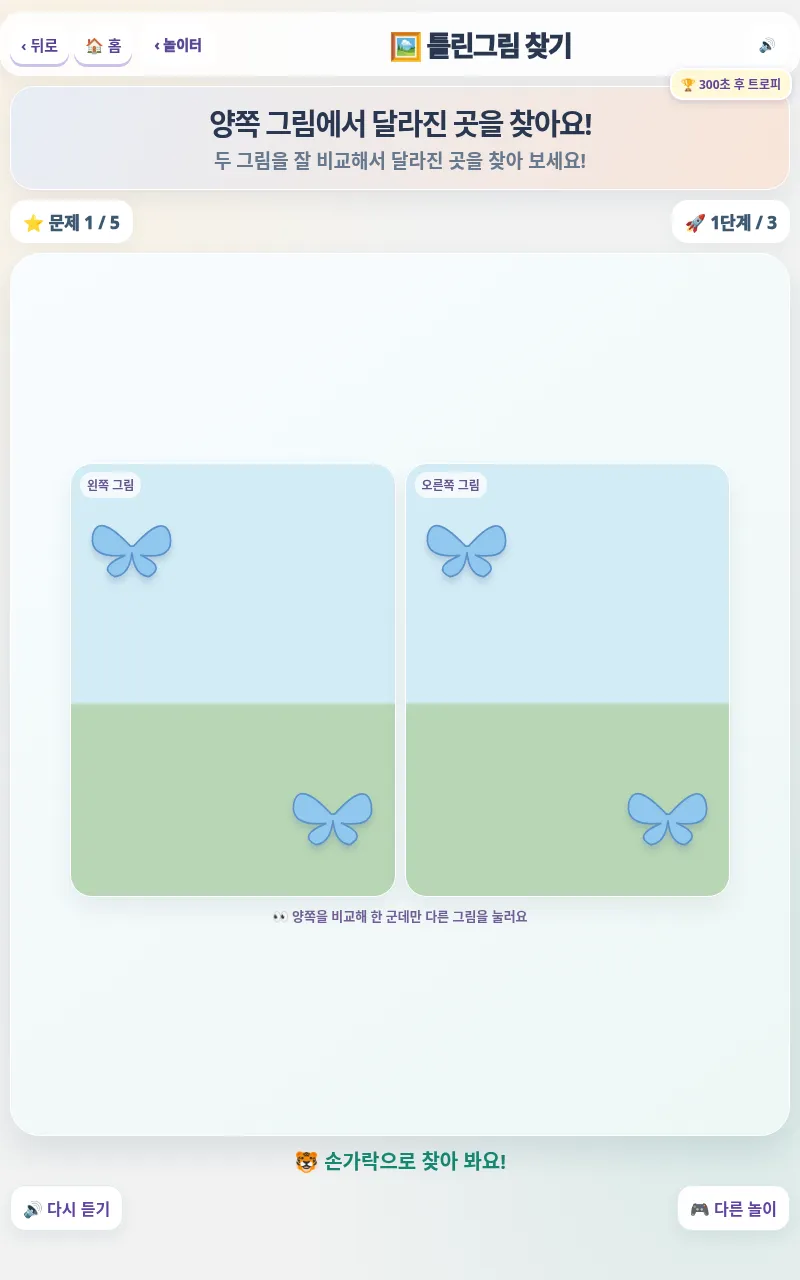 ‹ 뒤로
🏠 홈
‹ 놀이터
🖼️ 틀린그림 찾기
🔊
🏆 300초 후 트로피
양쪽 그림에서 달라진 곳을 찾아요!
두 그림을 잘 비교해서 달라진 곳을 찾아 보세요!
⭐ 문제 1 / 5
🚀 1단계 / 3
왼쪽 그림
오른쪽 그림
👀 양쪽을 비교해 한 군데만 다른 그림을 눌러요
🐯 손가락으로 찾아 봐요!
🔊 다시 듣기
🎮 다른 놀이